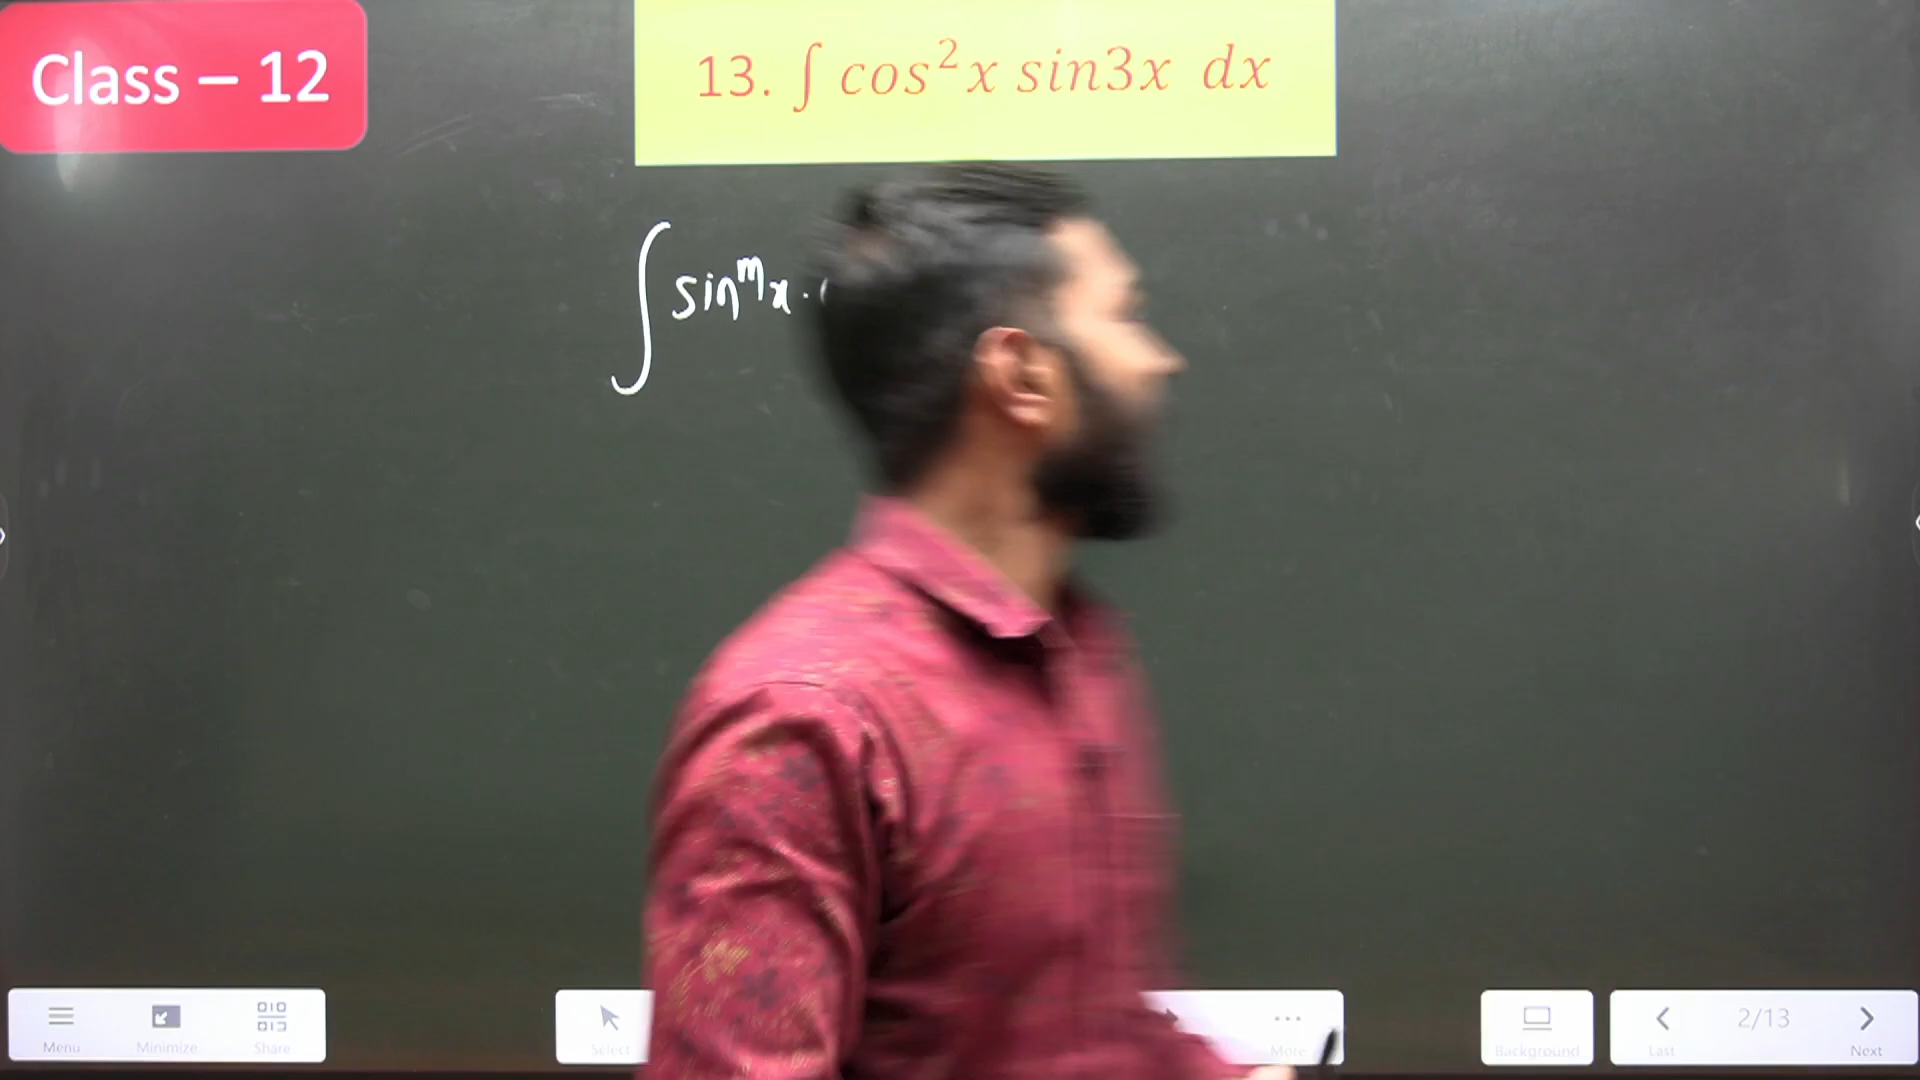 Class – 12
13. ∫ cos²x sin3x dx
∫ sinᵐx ·
Menu Minimize Share Select More Background Last 2/13 Next